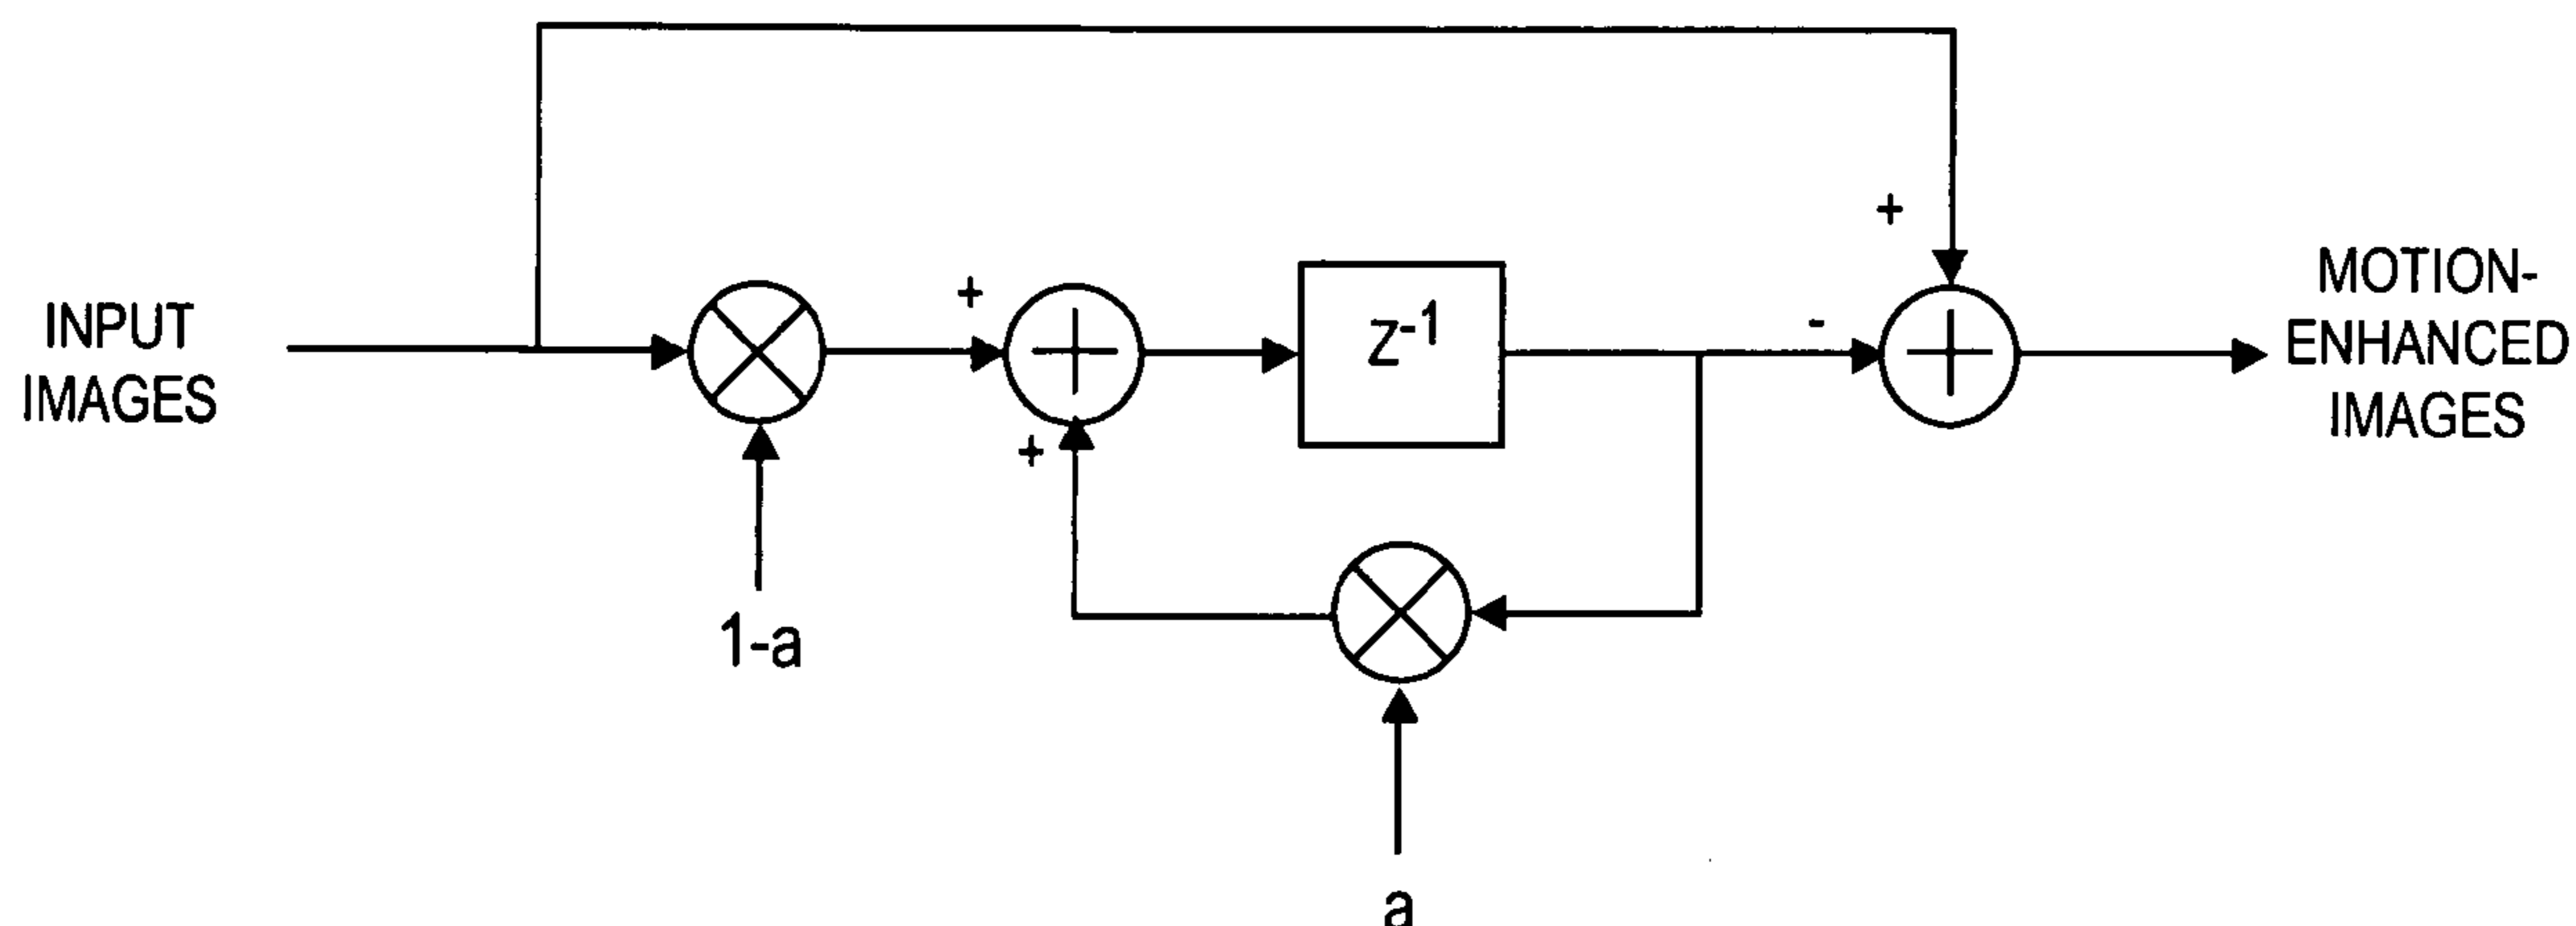 INPUT
IMAGES
1-a
+
+
Z-1
a
-
+
MOTION-
ENHANCED
IMAGES